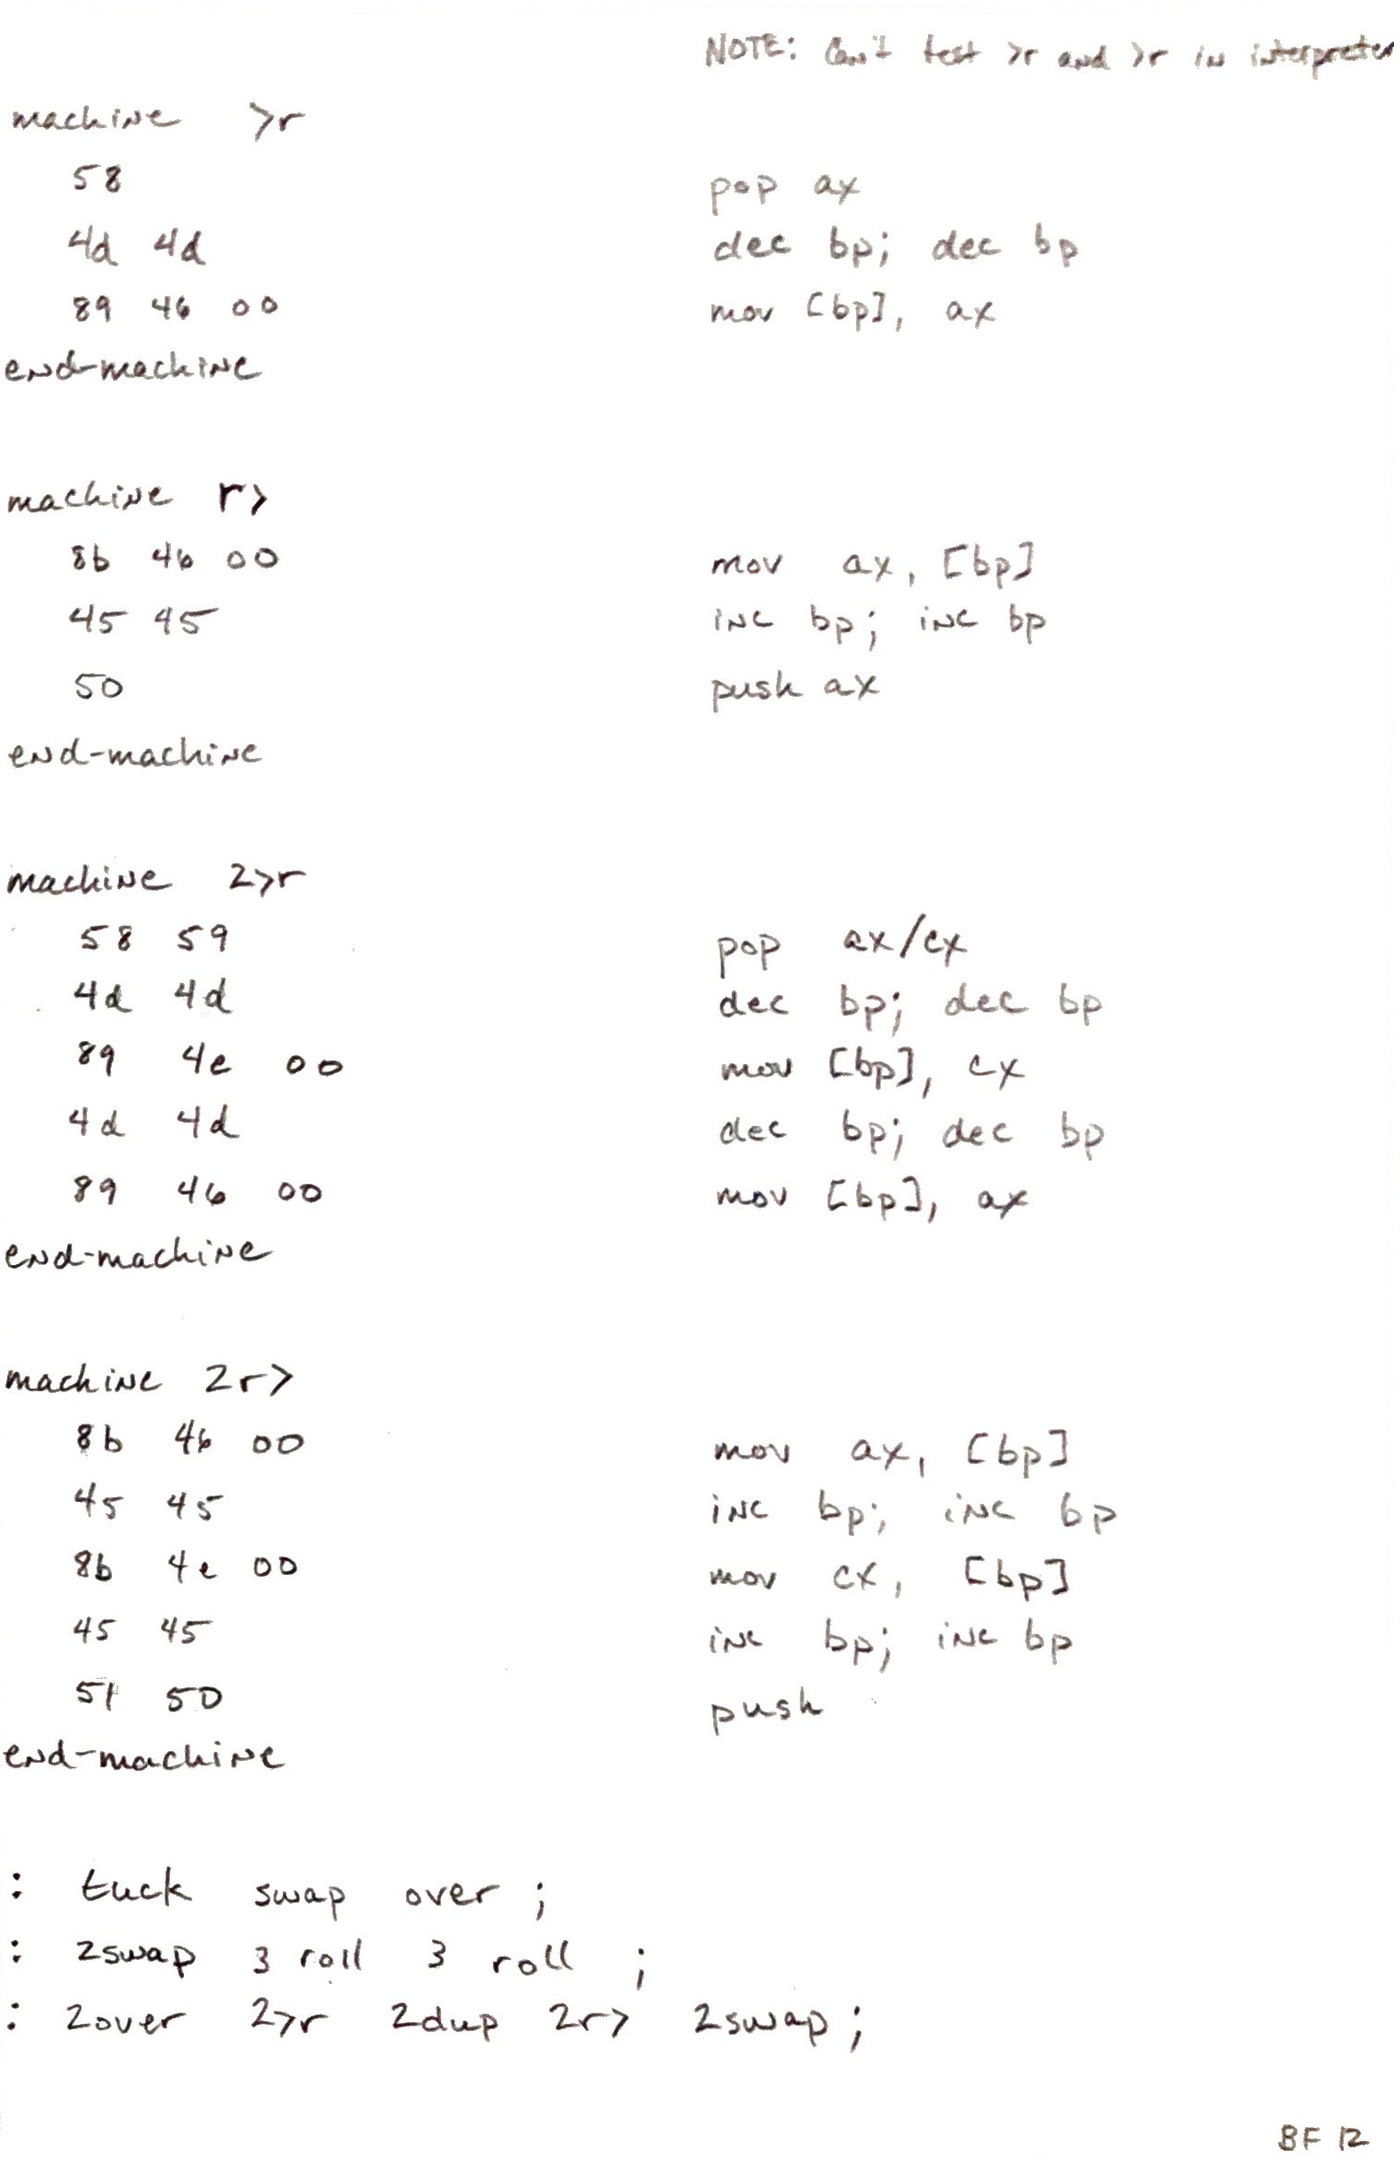 NOTE: Can't test >r and >r in interpreter
machine >r
58 pop ax
4d 4d dec bp; dec bp
89 46 00 mov [bp], ax
end-machine
machine r>
8b 46 00 mov ax, [bp]
45 45 inc bp; inc bp
50 push ax
end-machine
machine 2>r
58 59 pop ax/cx
4d 4d dec bp; dec bp
89 4e 00 mov [bp], cx
4d 4d dec bp; dec bp
89 46 00 mov [bp], ax
end-machine
machine 2r>
8b 46 00 mov ax, [bp]
45 45 inc bp; inc bp
8b 4e 00 mov cx, [bp]
45 45 inc bp; inc bp
51 50 push
end-machine
: tuck swap over ;
: 2swap 3 roll 3 roll ;
: 2over 2>r 2dup 2r> 2swap ;
BF 12